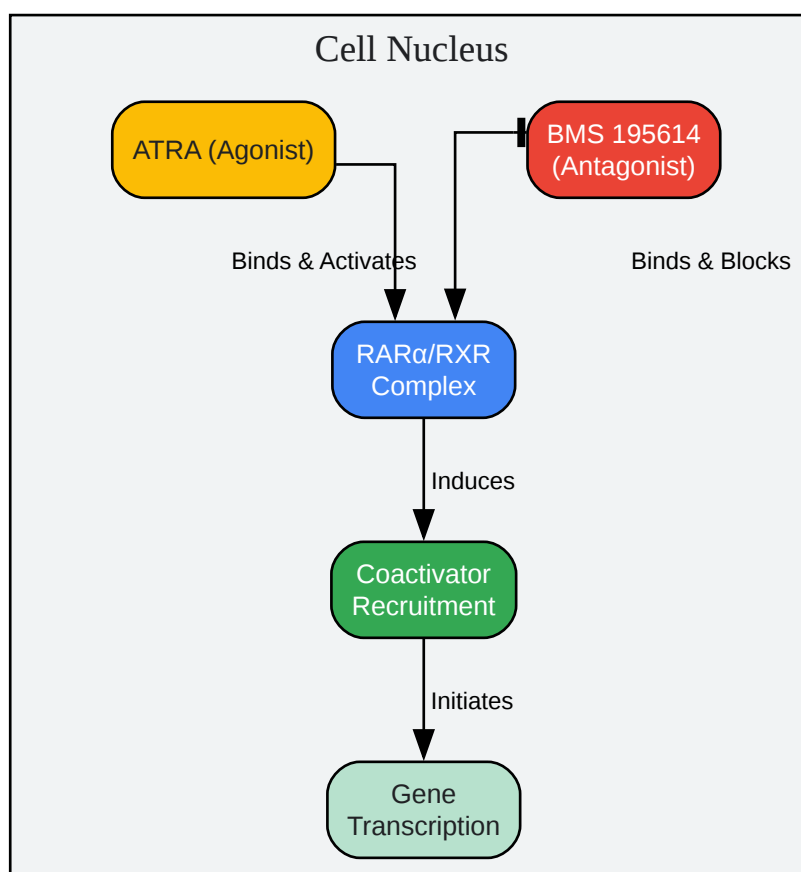 Cell Nucleus
ATRA (Agonist)
BMS 195614
(Antagonist)
Binds & Activates
Binds & Blocks
RARα/RXR
Complex
Induces
Coactivator
Recruitment
Initiates
Gene
Transcription